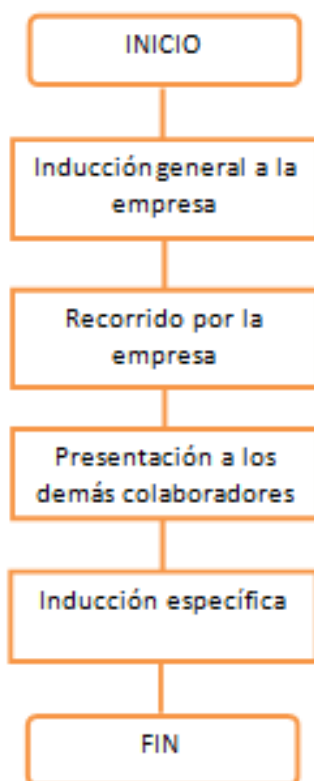 INICIO
Inducción general a la
empresa
Recorrido por la
empresa
Presentación a los
demás colaboradores
Inducción específica
FIN